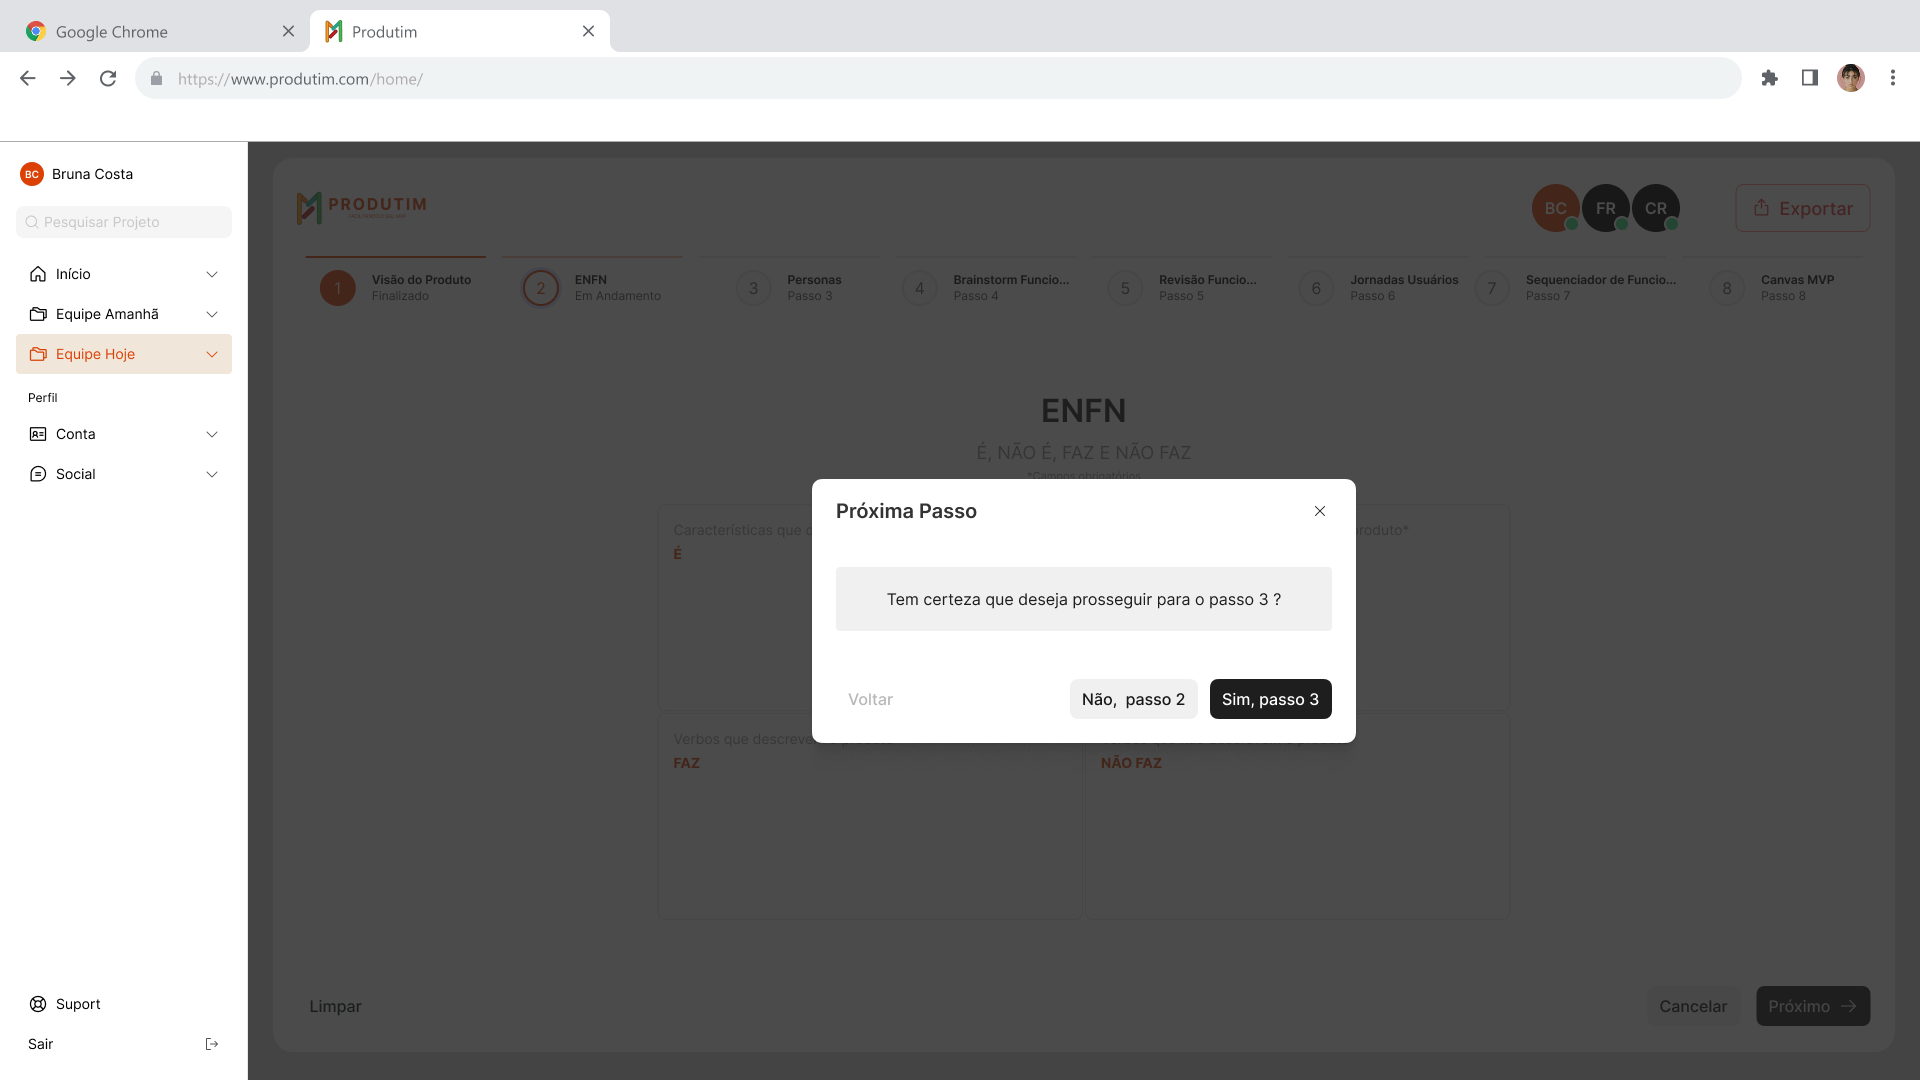 Google Chrome
Produtim
https://www.produtim.com/home/
BC Bruna Costa
Pesquisar Projeto
Início
Equipe Amanhã
Equipe Hoje
Perfil
Conta
Social
Suport
Sair
PRODUTIM
BC FR CR
Exportar
1 Visão do Produto
Finalizado
2 ENFN
Em Andamento
3 Personas
Passo 3
4 Brainstorm Funcio...
Passo 4
5 Revisão Funcio...
Passo 5
6 Jornadas Usuários
Passo 6
7 Sequenciador de Funcio...
Passo 7
8 Canvas MVP
Passo 8
ENFN
É, NÃO É, FAZ E NÃO FAZ
*Campos obrigatórios
Características que
É
produto*
Próxima Passo
Tem certeza que deseja prosseguir para o passo 3 ?
Voltar
Não,  passo 2
Sim, passo 3
Verbos que descreve
FAZ
NÃO FAZ
Limpar
Cancelar
Próximo